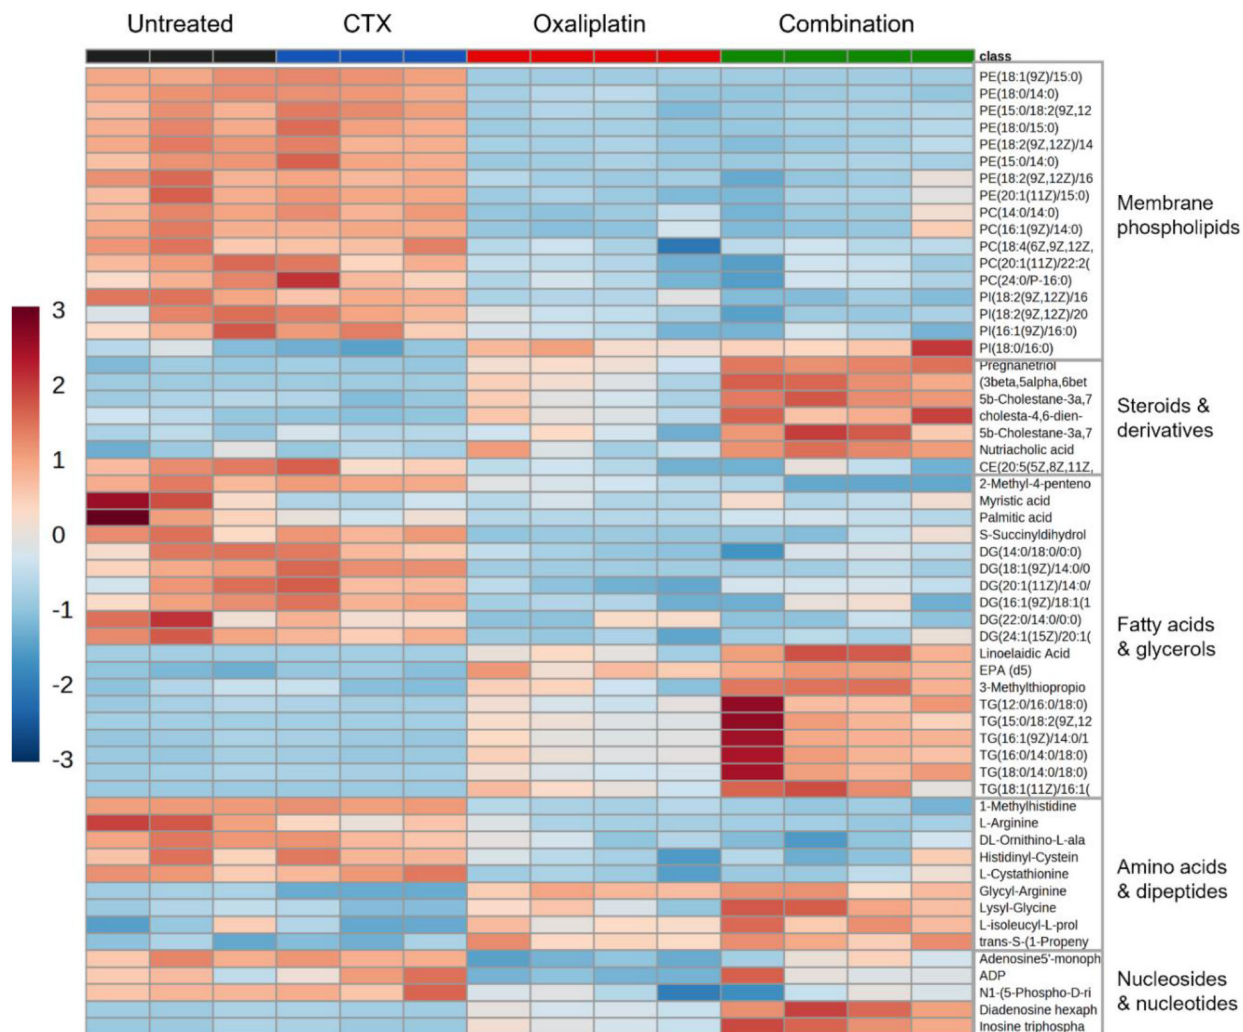 Untreated CTX Oxaliplatin Combination
class
PE(18:1(9Z)/15:0)
PE(18:0/14:0)
PE(15:0/18:2(9Z,12
PE(18:0/15:0)
PE(18:2(9Z,12Z)/14
PE(15:0/14:0)
PE(18:2(9Z,12Z)/16
PE(20:1(11Z)/15:0)
PC(14:0/14:0)
PC(16:1(9Z)/14:0)
PC(18:4(6Z,9Z,12Z,
PC(20:1(11Z)/22:2(
PC(24:0/P-16:0)
PI(18:2(9Z,12Z)/16
PI(18:2(9Z,12Z)/20
PI(16:1(9Z)/16:0)
PI(18:0/16:0)
Membrane
phospholipids
Pregnanetriol
(3beta,5alpha,6bet
5b-Cholestane-3a,7
cholesta-4,6-dien-
5b-Cholestane-3a,7
Nutriacholic acid
CE(20:5(5Z,8Z,11Z,
Steroids &
derivatives
2-Methyl-4-penteno
Myristic acid
Palmitic acid
S-Succinyldihydrol
DG(14:0/18:0/0:0)
DG(18:1(9Z)/14:0/0
DG(20:1(11Z)/14:0/
DG(16:1(9Z)/18:1(1
DG(22:0/14:0/0:0)
DG(24:1(15Z)/20:1(
Linoelaidic Acid
EPA (d5)
3-Methylthiopropio
TG(12:0/16:0/18:0)
TG(15:0/18:2(9Z,12
TG(16:1(9Z)/14:0/1
TG(16:0/14:0/18:0)
TG(18:0/14:0/18:0)
TG(18:1(11Z)/16:1(
Fatty acids
& glycerols
1-Methylhistidine
L-Arginine
DL-Ornithino-L-ala
Histidinyl-Cystein
L-Cystathionine
Glycyl-Arginine
Lysyl-Glycine
L-isoleucyl-L-prol
trans-S-(1-Propeny
Amino acids
& dipeptides
Adenosine5'-monoph
ADP
N1-(5-Phospho-D-ri
Diadenosine hexaph
Inosine triphospha
Nucleosides
& nucleotides
3
2
1
0
-1
-2
-3